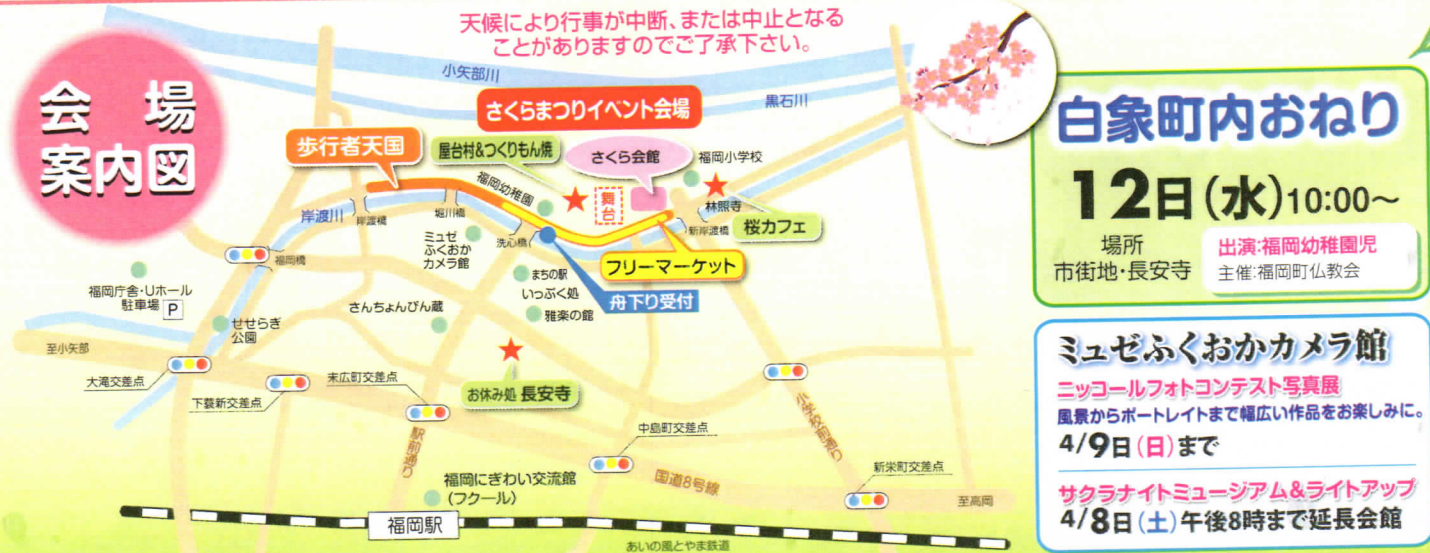 天候により行事が中断、または中止となる
ことがありますのでご了承下さい。
会場
案内図
小矢部川
黒石川
さくらまつりイベント会場
歩行者天国
屋台村&つくりもん焼
さくら会館
福岡小学校
福岡幼稚園
舞台
林照寺
岸渡川
岸渡橋
堀川橋
新岸渡橋
桜カフェ
ミュゼ
ふくおか
カメラ館
洗心橋
フリーマーケット
福岡橋
まちの駅
いっぷく処
舟下り受付
雅楽の館
福岡庁舎・Uホール
駐車場 P
さんちょんぴん蔵
せせらぎ
公園
至小矢部
大滝交差点
下蓑新交差点
末広町交差点
お休み処 長安寺
駅前通り
中島町交差点
小学校前通り
福岡にぎわい交流館
(フクール)
国道8号線
新栄町交差点
至高岡
福岡駅
あいの風とやま鉄道
白象町内おねり
12日(水)10:00~
場所
市街地・長安寺
出演:福岡幼稚園児
主催:福岡町仏教会
ミュゼふくおかカメラ館
ニッコールフォトコンテスト写真展
風景からポートレイトまで幅広い作品をお楽しみに。
4/9日(日)まで
サクラナイトミュージアム&ライトアップ
4/8日(土)午後8時まで延長会館